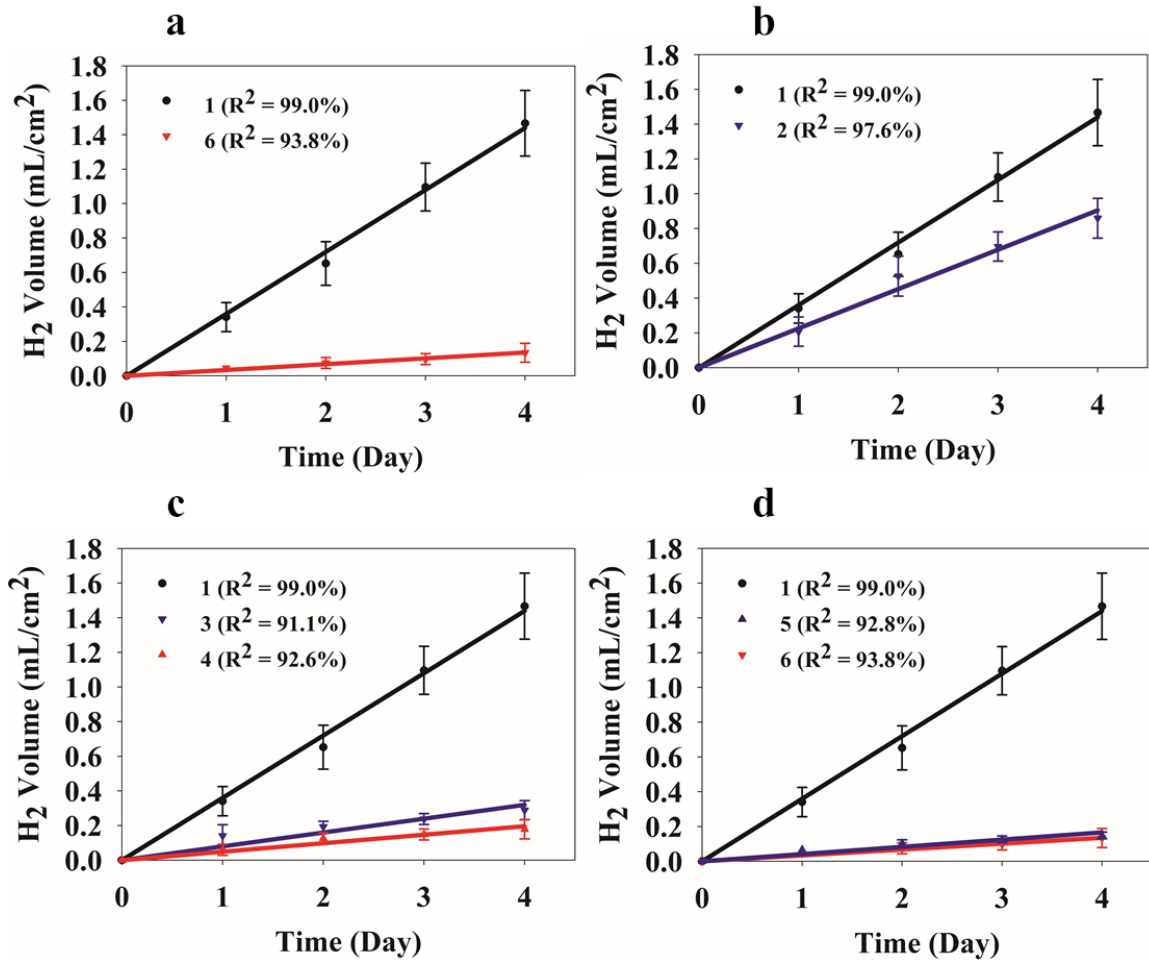 a
H2 Volume (mL/cm2)
1.8
1.6
1.4
1.2
1.0
0.8
0.6
0.4
0.2
0.0
1 (R2 = 99.0%)
6 (R2 = 93.8%)
0 1 2 3 4
Time (Day)
b
H2 Volume (mL/cm2)
1.8
1.6
1.4
1.2
1.0
0.8
0.6
0.4
0.2
0.0
1 (R2 = 99.0%)
2 (R2 = 97.6%)
0 1 2 3 4
Time (Day)
c
H2 Volume (mL/cm2)
1.8
1.6
1.4
1.2
1.0
0.8
0.6
0.4
0.2
0.0
1 (R2 = 99.0%)
3 (R2 = 91.1%)
4 (R2 = 92.6%)
0 1 2 3 4
Time (Day)
d
H2 Volume (mL/cm2)
1.8
1.6
1.4
1.2
1.0
0.8
0.6
0.4
0.2
0.0
1 (R2 = 99.0%)
5 (R2 = 92.8%)
6 (R2 = 93.8%)
0 1 2 3 4
Time (Day)